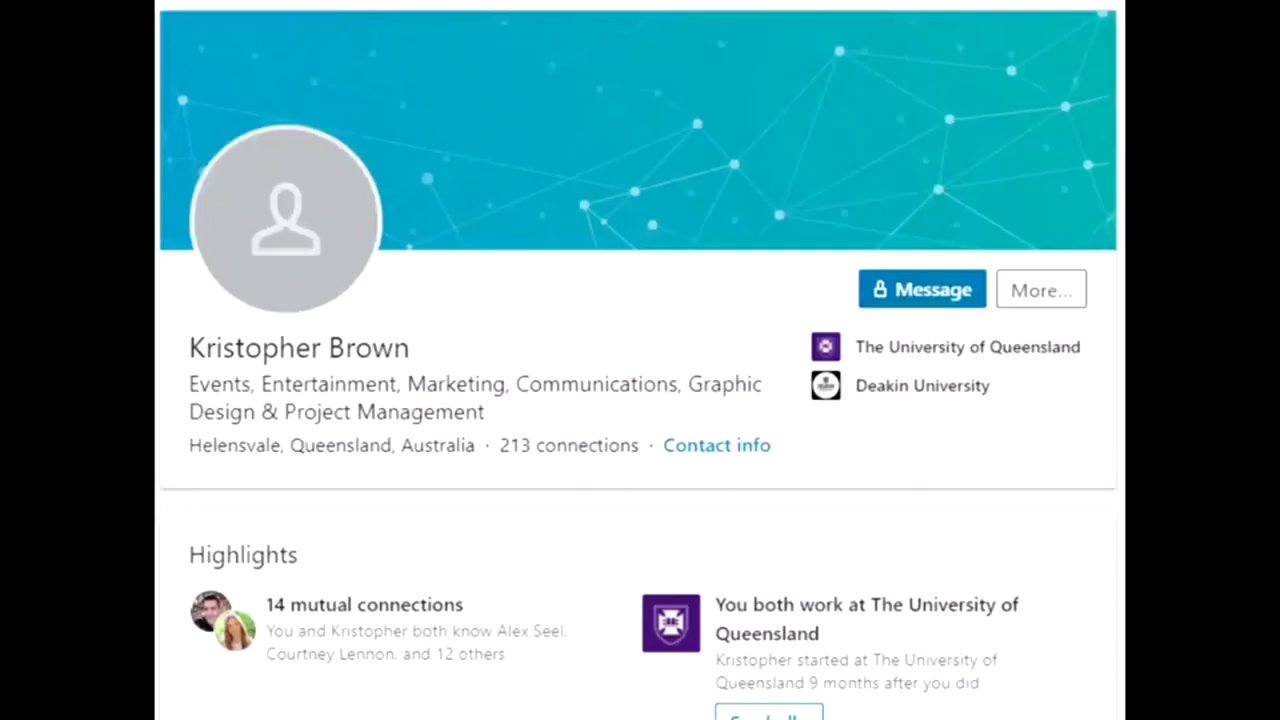 Message
More...
Kristopher Brown
The University of Queensland
Events, Entertainment, Marketing, Communications, Graphic
Design & Project Management
Deakin University
Helensvale, Queensland, Australia · 213 connections · Contact info
Highlights
14 mutual connections
You and Kristopher both know Alex Seel,
Courtney Lennon, and 12 others
You both work at The University of
Queensland
Kristopher started at The University of
Queensland 9 months after you did